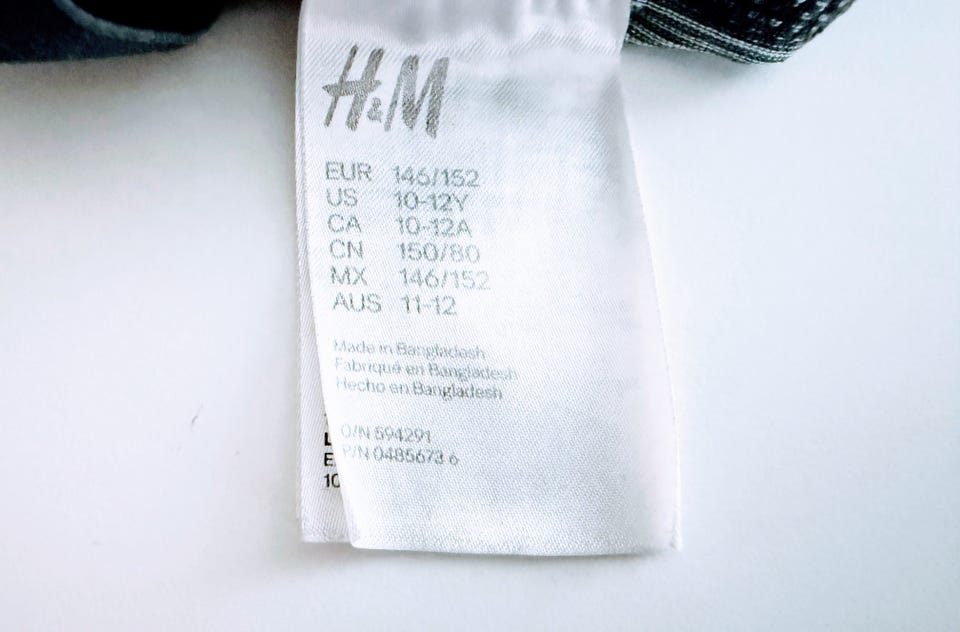 H&M
EUR 146/152
US 10-12Y
CA 10-12A
CN 150/80
MX 146/152
AUS 11-12
Made in Bangladesh
Fabriqué en Bangladesh
Hecho en Bangladesh
O/N 594291
P/N 0485673 6
L
E
10